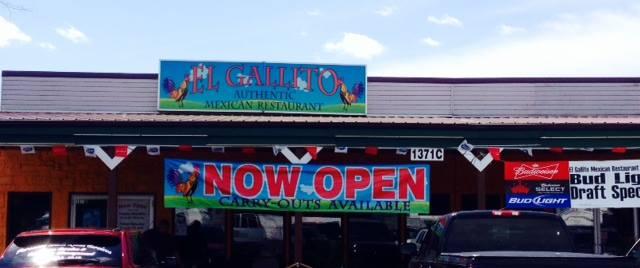 EL GALLITO
AUTHENTIC
MEXICAN RESTAURANT
1371C
NOW OPEN
CARRY-OUTS AVAILABLE
Budweiser
Budweiser
SELECT
BUD LIGHT
El Gallito Mexican Restaurant
Bud Lig
Draft Spec